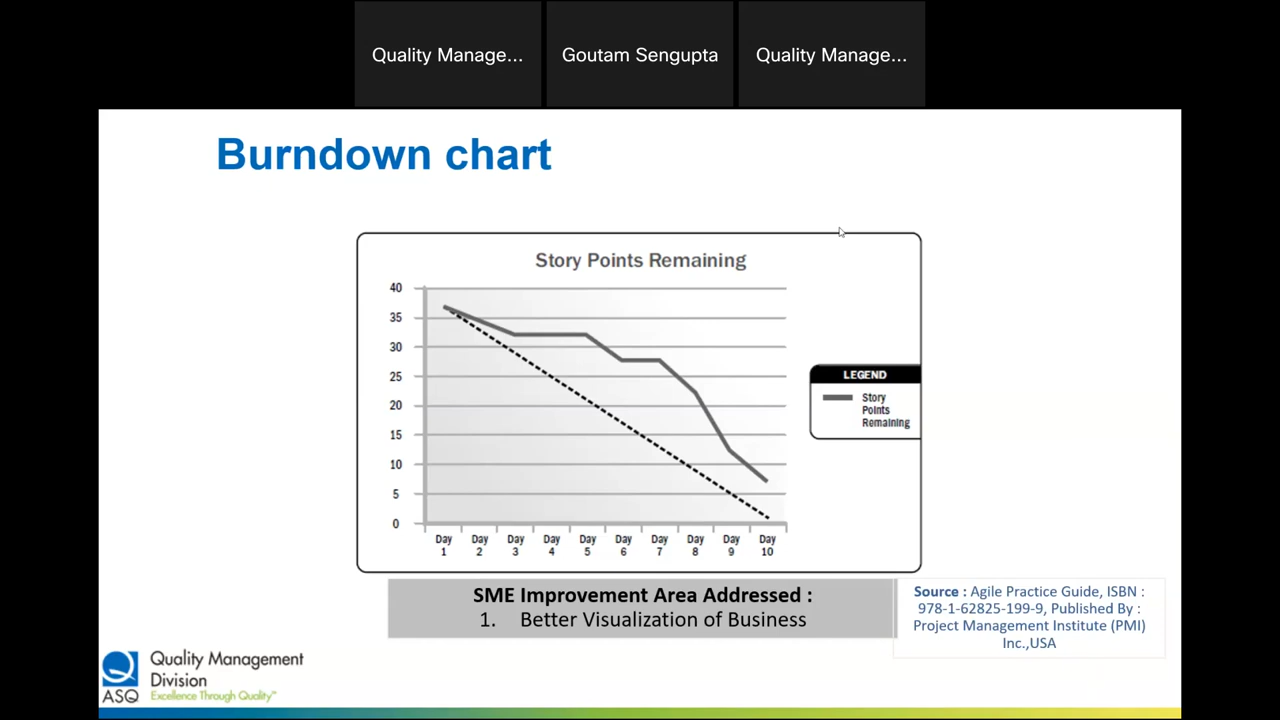 Quality Manage...
Goutam Sengupta
Quality Manage...
Burndown chart
Story Points Remaining
40
35
30
25
20
15
10
5
0
Day 1
Day 2
Day 3
Day 4
Day 5
Day 6
Day 7
Day 8
Day 9
Day 10
LEGEND
Story
Points
Remaining
SME Improvement Area Addressed :
1. Better Visualization of Business
Source : Agile Practice Guide, ISBN :
978-1-62825-199-9, Published By :
Project Management Institute (PMI)
Inc.,USA
ASQ
Quality Management
Division
Excellence Through Quality™